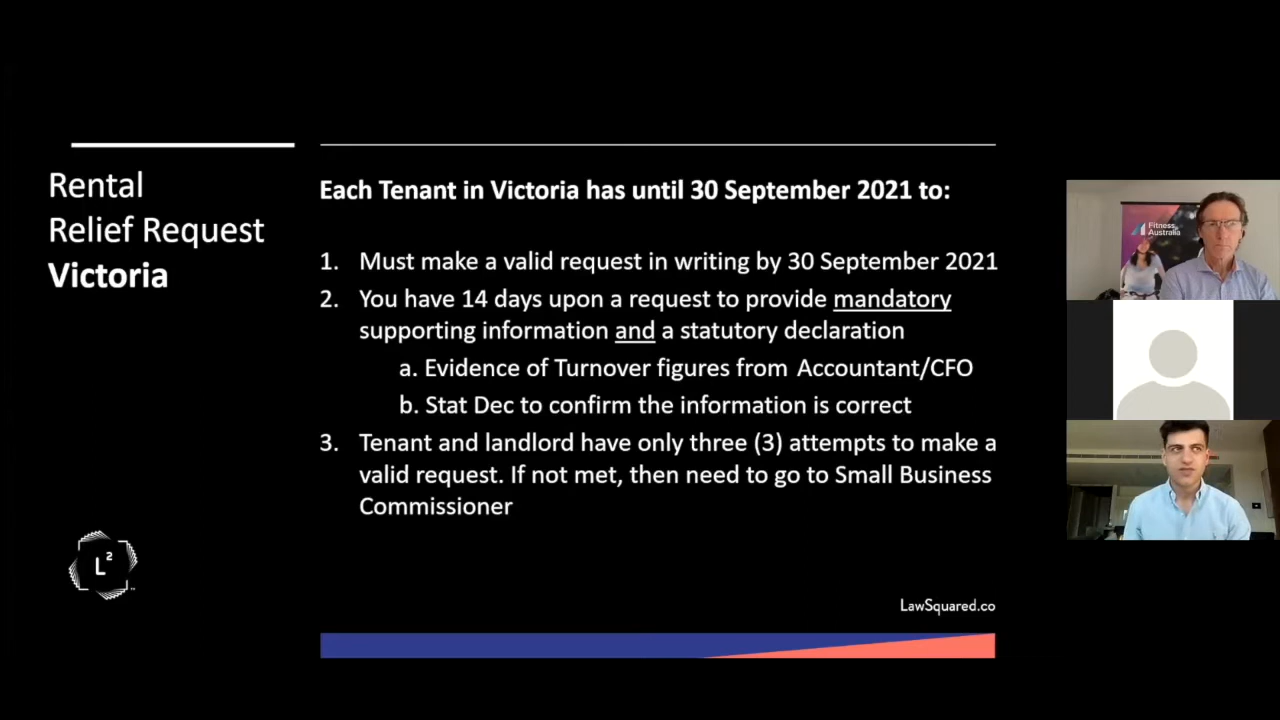 Rental
Relief Request
Victoria
Each Tenant in Victoria has until 30 September 2021 to:
1. Must make a valid request in writing by 30 September 2021
2. You have 14 days upon a request to provide mandatory
supporting information and a statutory declaration
a. Evidence of Turnover figures from Accountant/CFO
b. Stat Dec to confirm the information is correct
3. Tenant and landlord have only three (3) attempts to make a
valid request. If not met, then need to go to Small Business
Commissioner
L²
LawSquared.co
Fitness
Australia